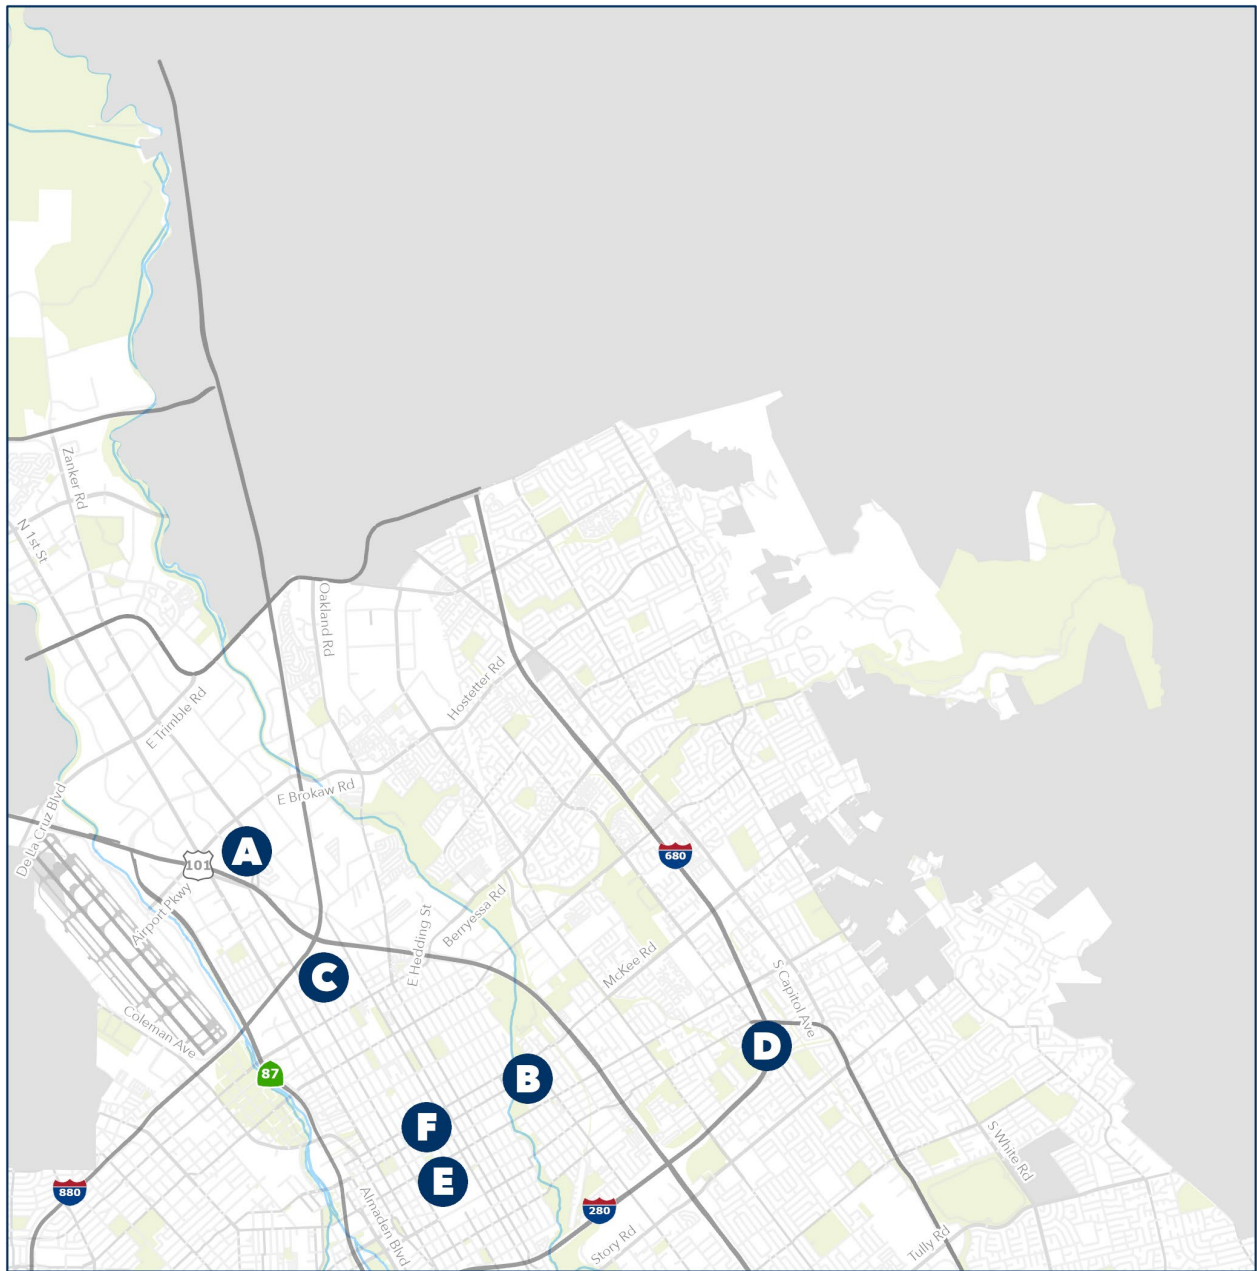 Zanker Rd
N 1st St
Oakland Rd
Hostetter Rd
E Trimble Rd
E Brokaw Rd
De La Cruz Blvd
A
101
680
Airport Pkwy
E Hedding St
Berryessa Rd
McKee Rd
C
S Capitol Ave
Coleman Ave
D
87
B
F
E
S White Rd
880
280
Almaden Blvd
Story Rd
Tully Rd